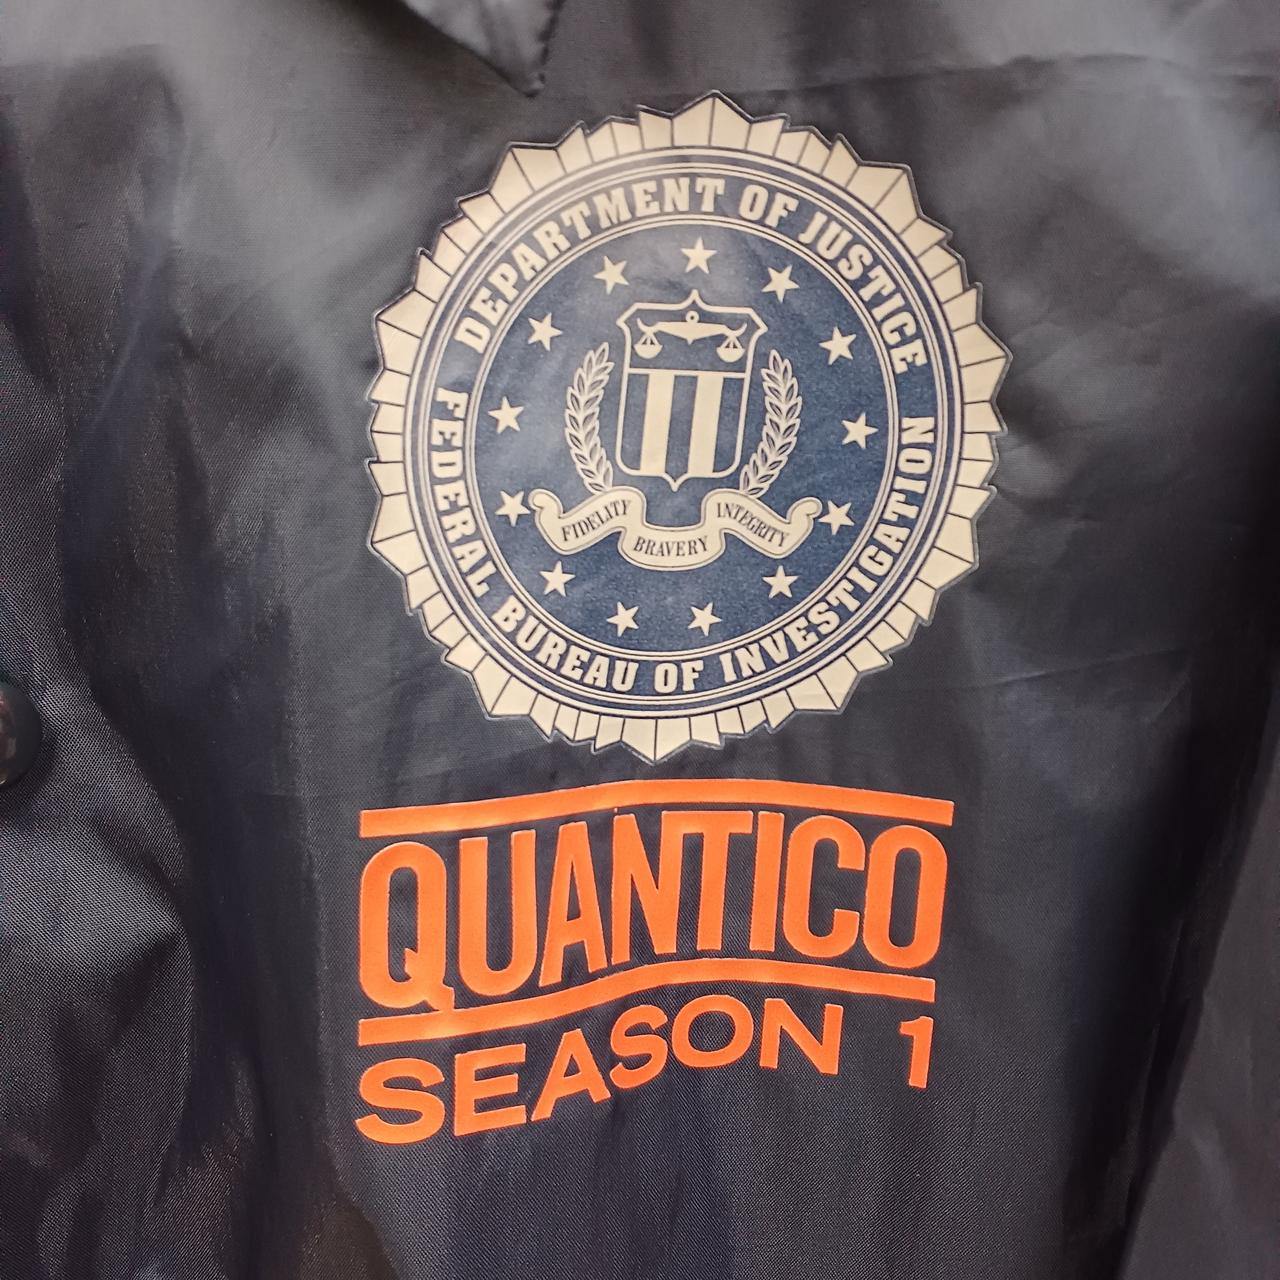 DEPARTMENT OF JUSTICE
FEDERAL BUREAU OF INVESTIGATION
FIDELITY BRAVERY INTEGRITY
QUANTICO
SEASON 1